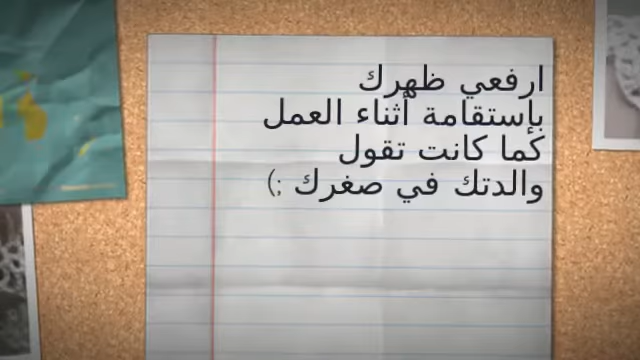 ارفعي ظهرك
بإستقامة أثناء العمل
كما كانت تقول
والدتك في صغرك ;)